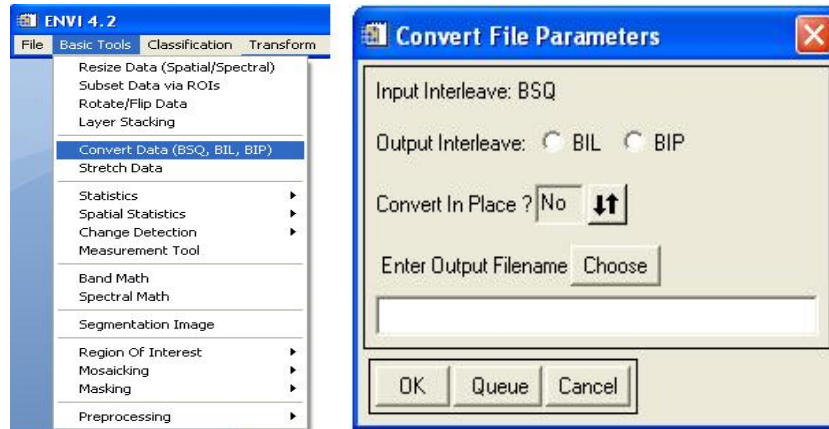 ENVI 4.2
File Basic Tools Classification Transform
Resize Data (Spatial/Spectral)
Subset Data via ROIs
Rotate/Flip Data
Layer Stacking
Convert Data (BSQ, BIL, BIP)
Stretch Data
Statistics
Spatial Statistics
Change Detection
Measurement Tool
Band Math
Spectral Math
Segmentation Image
Region Of Interest
Mosaicking
Masking
Preprocessing
Convert File Parameters
Input Interleave: BSQ
Output Interleave: BIL BIP
Convert In Place ? No
Enter Output Filename Choose
OK Queue Cancel